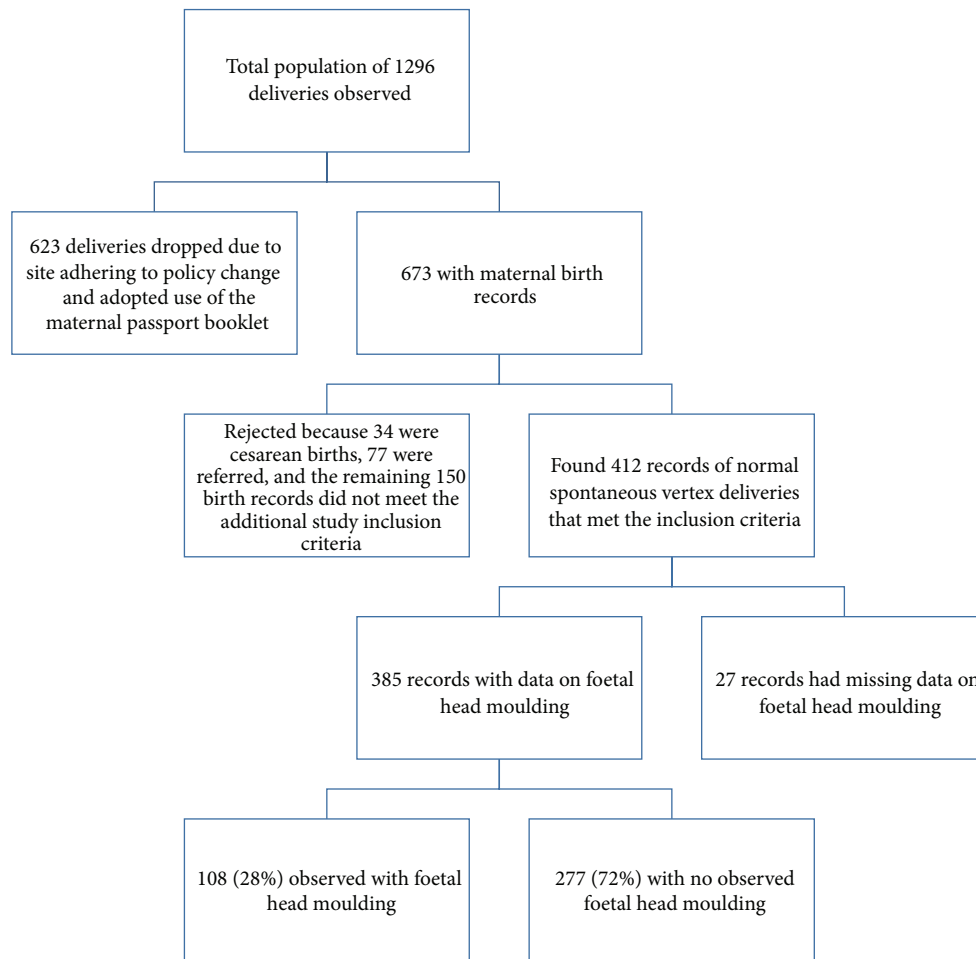 Total population of 1296
deliveries observed
623 deliveries dropped due to
site adhering to policy change
and adopted use of the
maternal passport booklet
673 with maternal birth
records
Rejected because 34 were
cesarean births, 77 were
referred, and the remaining 150
birth records did not meet the
additional study inclusion
criteria
Found 412 records of normal
spontaneous vertex deliveries
that met the inclusion criteria
385 records with data on foetal
head moulding
27 records had missing data on
foetal head moulding
108 (28%) observed with foetal
head moulding
277 (72%) with no observed
foetal head moulding